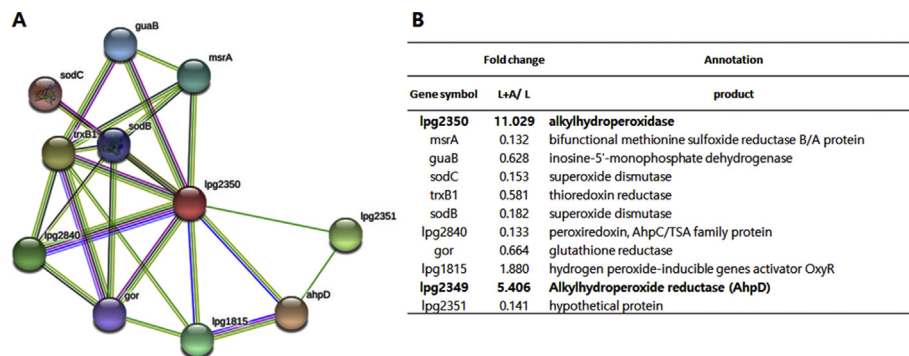 A
guaB
msrA
sodC
sodB
trxB1
lpg2350
lpg2351
lpg2840
gor
ahpD
lpg1815
B
Fold change Annotation
Gene symbol L+A/ L product
lpg2350 11.029 alkylhydroperoxidase
msrA 0.132 bifunctional methionine sulfoxide reductase B/A protein
guaB 0.628 inosine-5'-monophosphate dehydrogenase
sodC 0.153 superoxide dismutase
trxB1 0.581 thioredoxin reductase
sodB 0.182 superoxide dismutase
lpg2840 0.133 peroxiredoxin, AhpC/TSA family protein
gor 0.664 glutathione reductase
lpg1815 1.880 hydrogen peroxide-inducible genes activator OxyR
lpg2349 5.406 Alkylhydroperoxide reductase (AhpD)
lpg2351 0.141 hypothetical protein